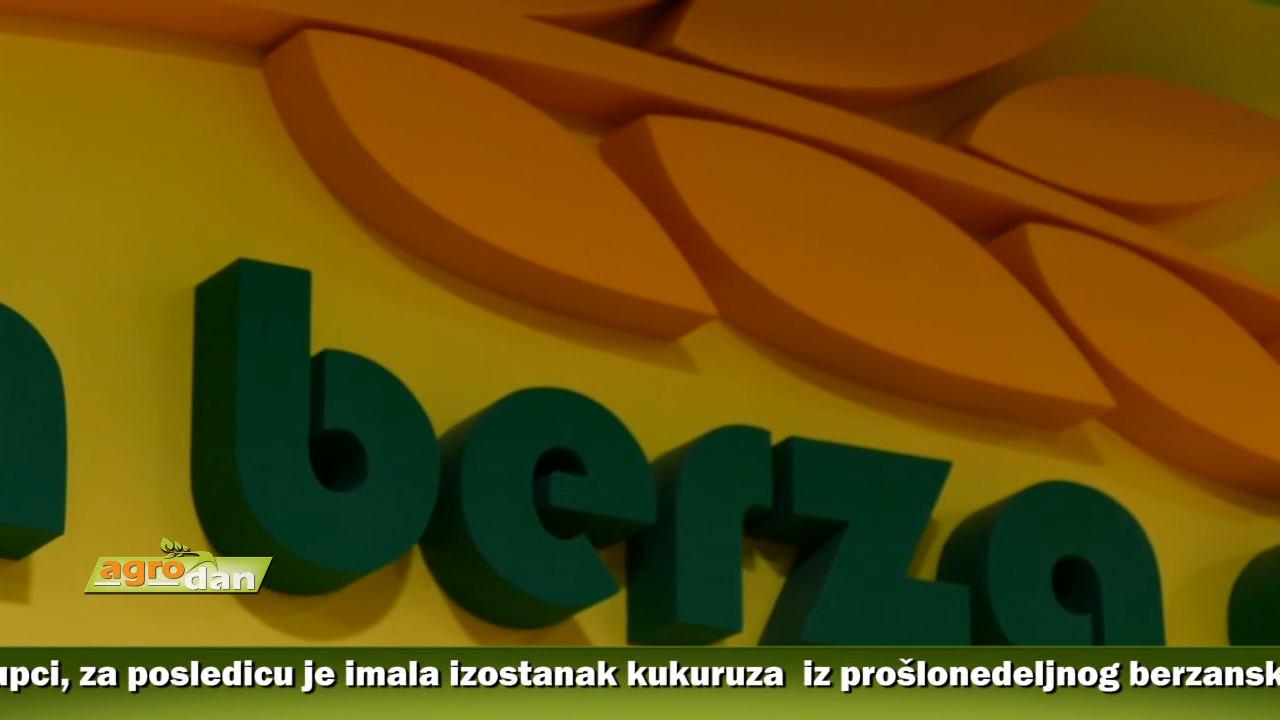 berza
agro
dan
upci, za posledicu je imala izostanak kukuruza iz prošlonedeljnog berzansk